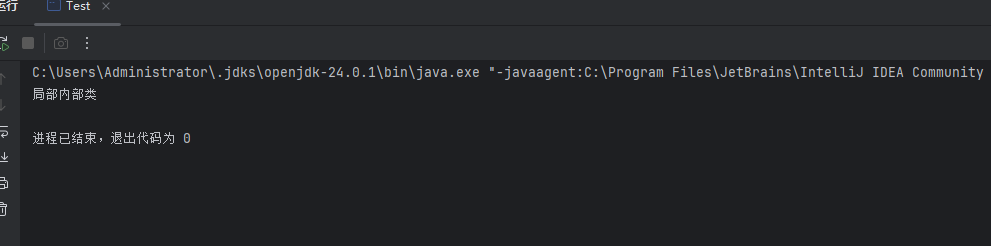 运行
Test
C:\Users\Administrator\.jdks\openjdk-24.0.1\bin\java.exe "-javaagent:C:\Program Files\JetBrains\IntelliJ IDEA Community
局部内部类
进程已结束，退出代码为 0